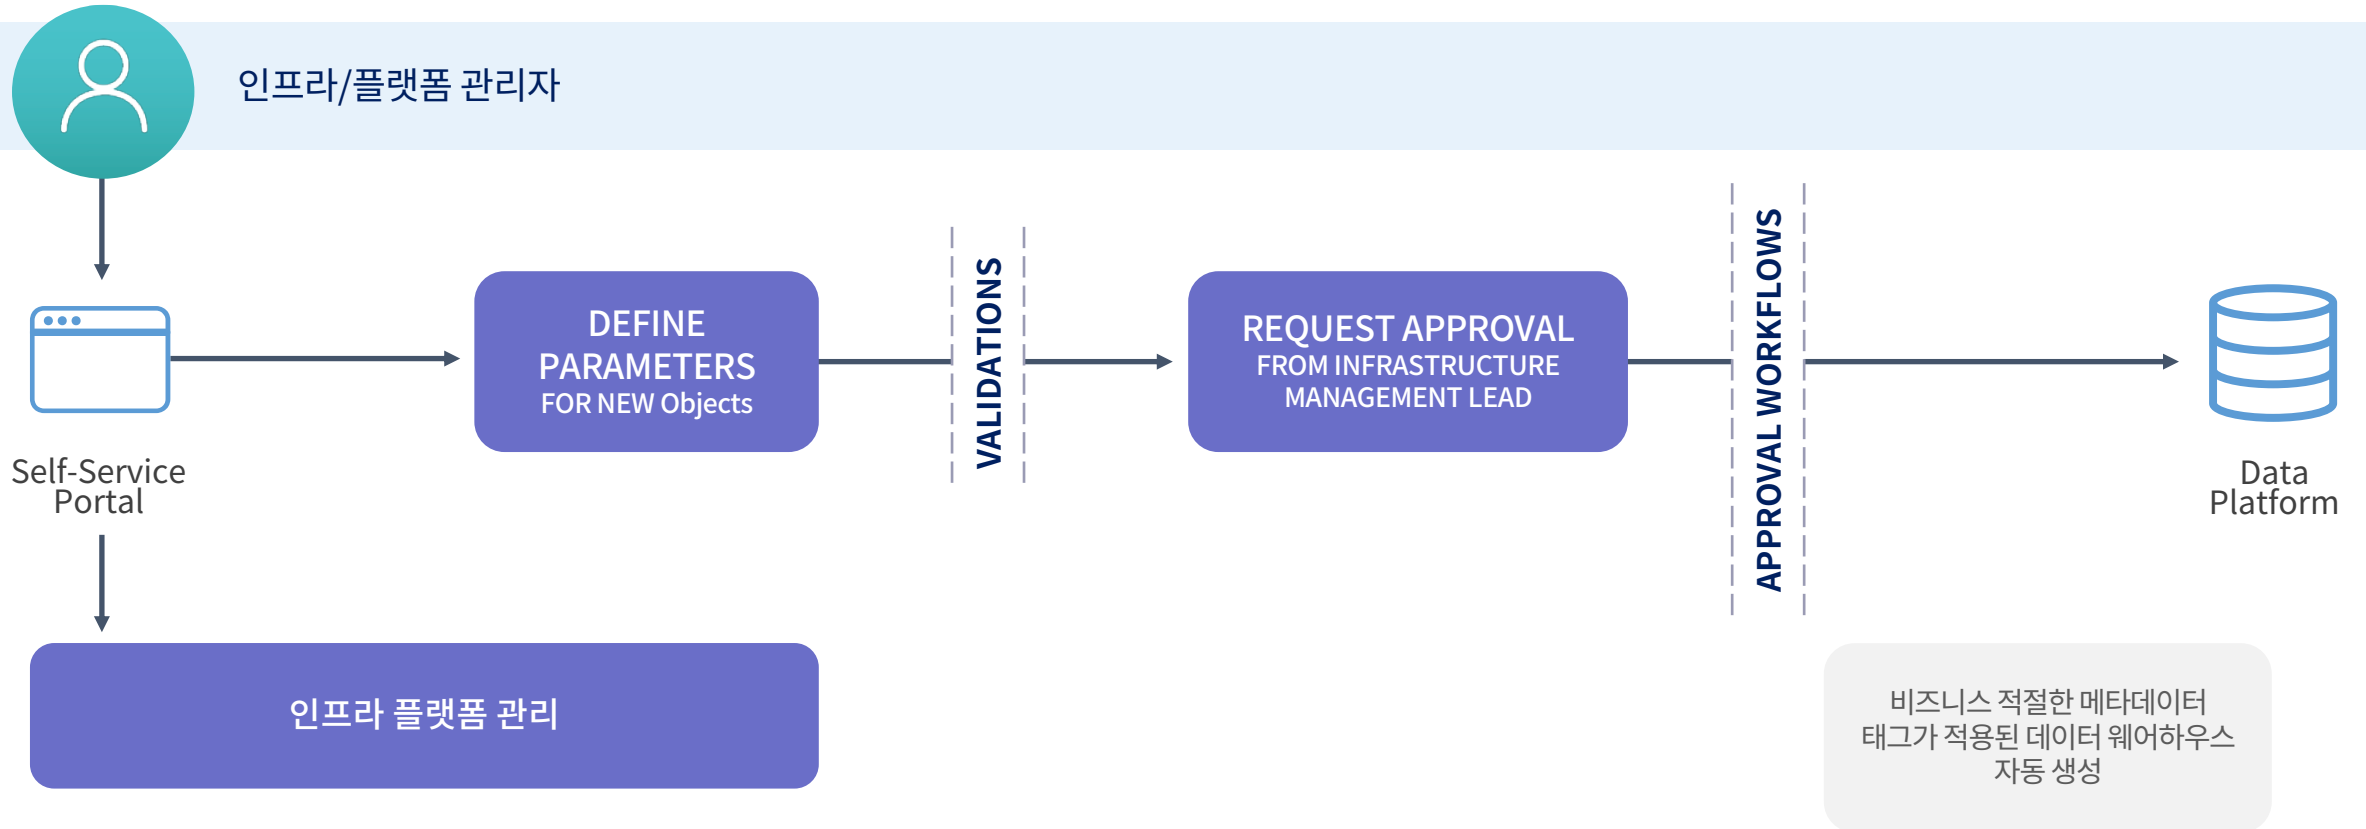 인프라/플랫폼 관리자
DEFINE
PARAMETERS
FOR NEW Objects
VALIDATIONS
REQUEST APPROVAL
FROM INFRASTRUCTURE
MANAGEMENT LEAD
APPROVAL WORKFLOWS
Self-Service
Portal
Data
Platform
인프라 플랫폼 관리
비즈니스 적절한 메타데이터
태그가 적용된 데이터 웨어하우스
자동 생성